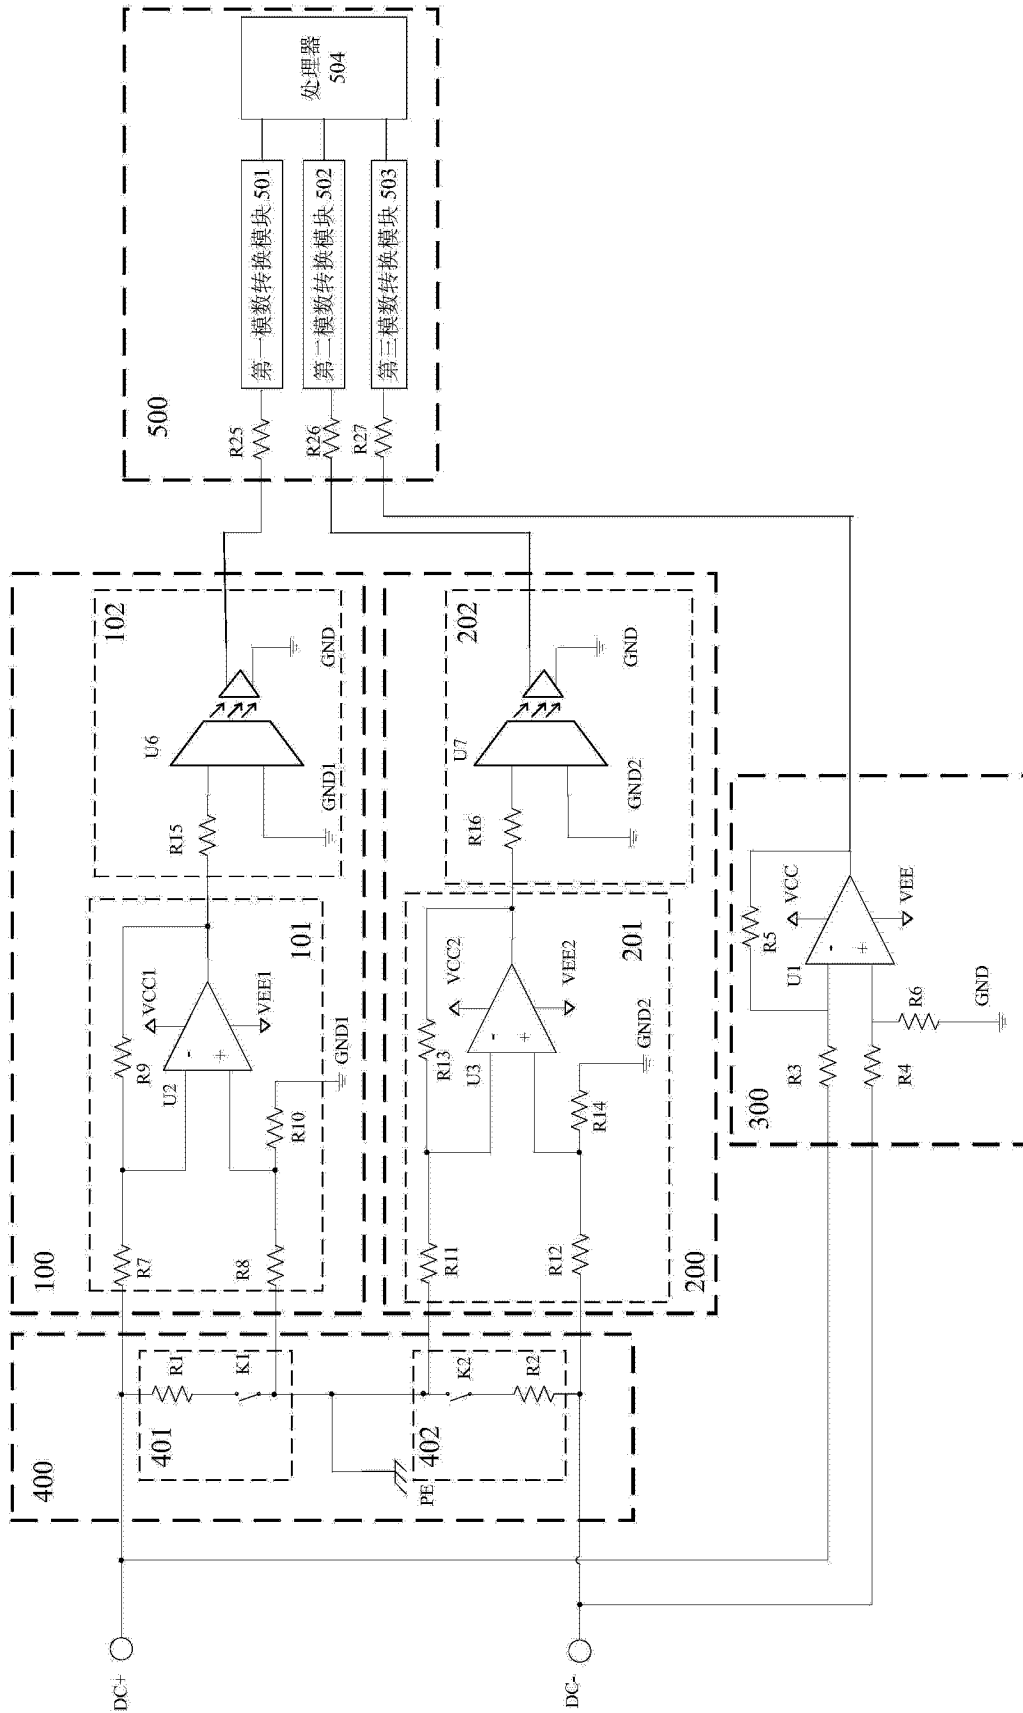 DC+
DC-
400
401
R1
K1
PE
402
K2
R2
100
R7
R8
R9
U2
VCC1
VEE1
R10
GND1
101
102
R15
U6
GND1
GND
200
R11
R12
R13
U3
VCC2
VEE2
R14
GND2
201
202
R16
U7
GND2
GND
300
R3
R4
R5
U1
VCC
VEE
R6
GND
500
R25
R26
R27
第一模数转换模块 501
第二模数转换模块 502
第三模数转换模块 503
处理器
504
-
+
-
+
-
+